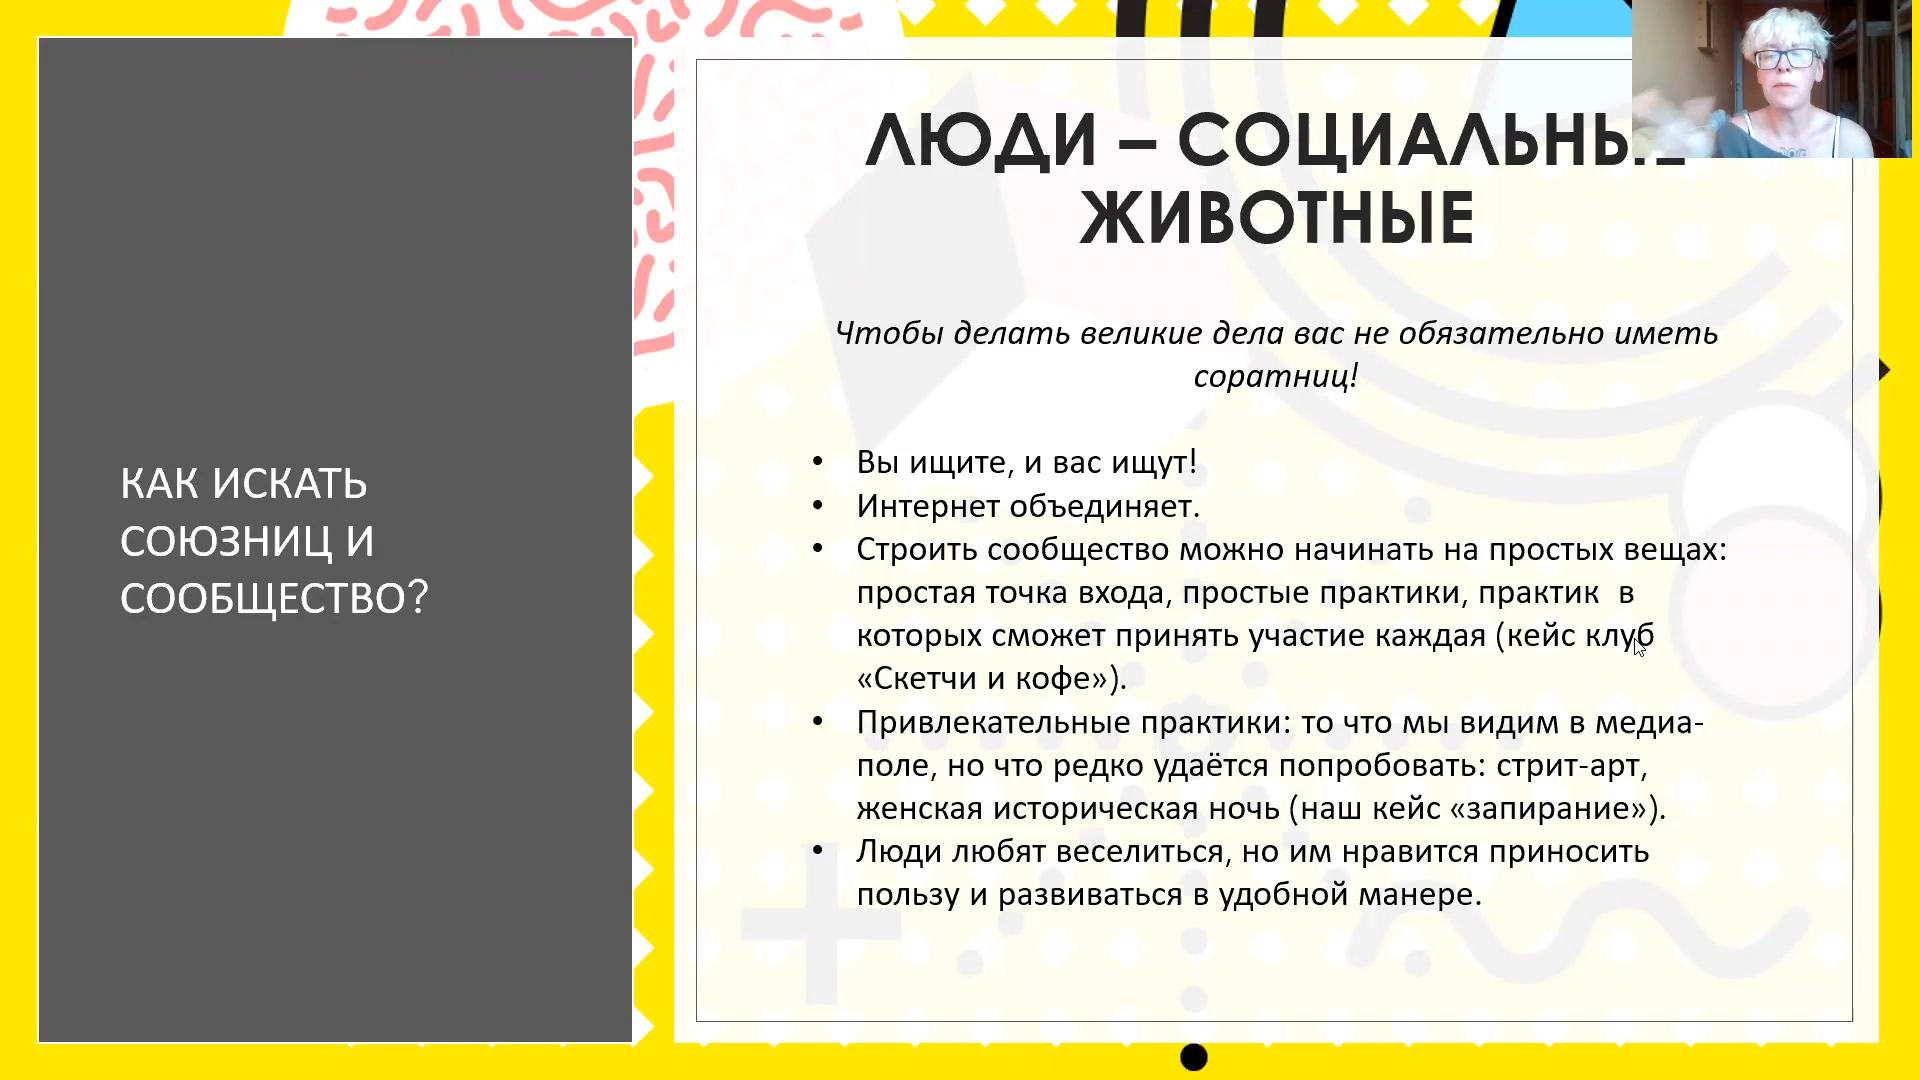 КАК ИСКАТЬ
СОЮЗНИЦ И
СООБЩЕСТВО?
ЛЮДИ – СОЦИАЛЬНЫЕ
ЖИВОТНЫЕ
Чтобы делать великие дела вас не обязательно иметь
соратниц!
• Вы ищите, и вас ищут!
• Интернет объединяет.
• Строить сообщество можно начинать на простых вещах:
простая точка входа, простые практики, практик в
которых сможет принять участие каждая (кейс клуб
«Скетчи и кофе»).
• Привлекательные практики: то что мы видим в медиа-
поле, но что редко удаётся попробовать: стрит-арт,
женская историческая ночь (наш кейс «запирание»).
• Люди любят веселиться, но им нравится приносить
пользу и развиваться в удобной манере.